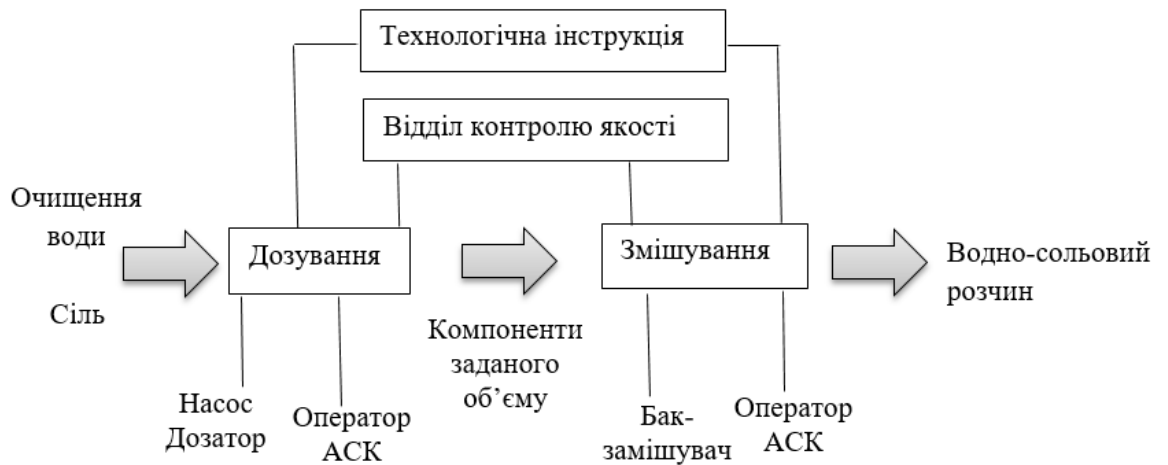 Технологічна інструкція
Відділ контролю якості
Очищення
води
Сіль
Дозування
Змішування
Водно-сольовий
розчин
Компоненти
заданого
об’єму
Насос
Дозатор
Оператор
АСК
Бак-
замішувач
Оператор
АСК